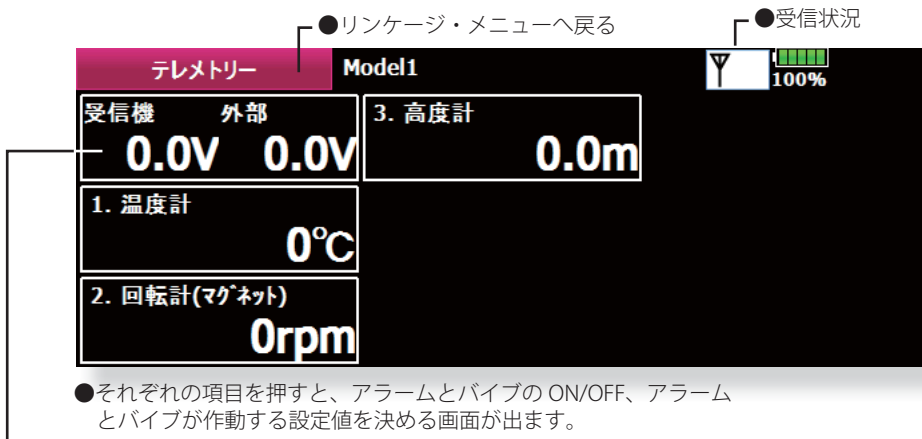 ●リンケージ・メニューへ戻る
●受信状況
テレメトリー
Model1
100%
受信機 外部
0.0V 0.0V
3. 高度計
0.0m
1. 温度計
0℃
2. 回転計(ﾏｸﾞﾈｯﾄ)
0rpm
●それぞれの項目を押すと、アラームとバイブの ON/OFF、アラーム
とバイブが作動する設定値を決める画面が出ます。